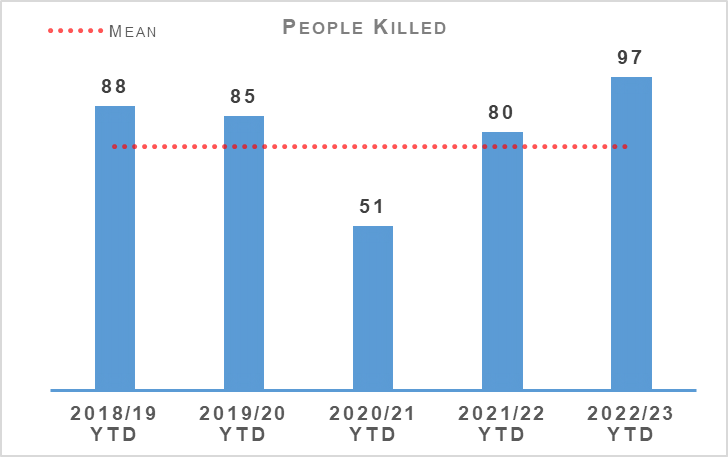 PEOPLE KILLED
MEAN
88
85
51
80
97
2018/19 YTD
2019/20 YTD
2020/21 YTD
2021/22 YTD
2022/23 YTD